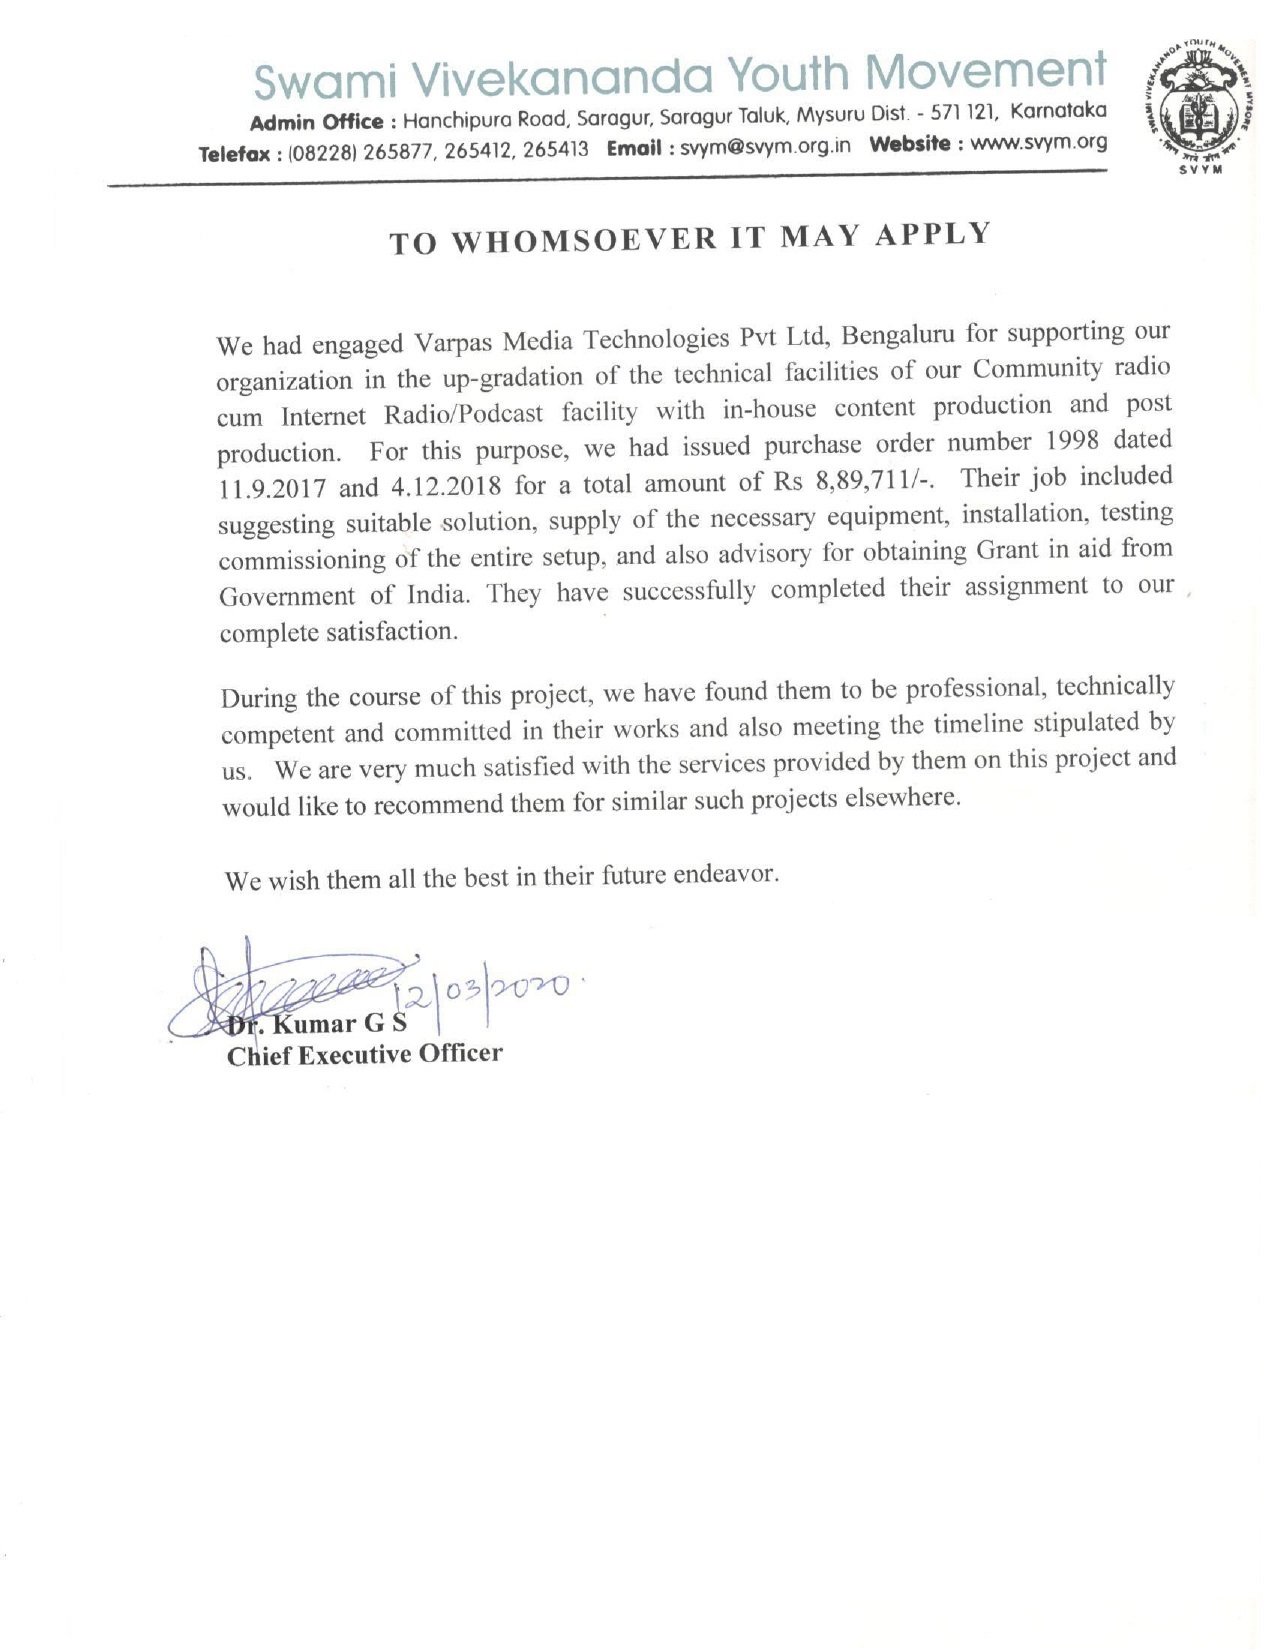 Swami Vivekananda Youth Movement
Admin Office : Hanchipura Road, Saragur, Saragur Taluk, Mysuru Dist. - 571 121, Karnataka
Telefax : (08228) 265877, 265412, 265413 Email : svym@svym.org.in Website : www.svym.org
SWAMI VIVEKANANDA YOUTH MOVEMENT MYSORE
SVYM
TO WHOMSOEVER IT MAY APPLY
We had engaged Varpas Media Technologies Pvt Ltd, Bengaluru for supporting our
organization in the up-gradation of the technical facilities of our Community radio
cum Internet Radio/Podcast facility with in-house content production and post
production. For this purpose, we had issued purchase order number 1998 dated
11.9.2017 and 4.12.2018 for a total amount of Rs 8,89,711/-. Their job included
suggesting suitable solution, supply of the necessary equipment, installation, testing
commissioning of the entire setup, and also advisory for obtaining Grant in aid from
Government of India. They have successfully completed their assignment to our
complete satisfaction.
During the course of this project, we have found them to be professional, technically
competent and committed in their works and also meeting the timeline stipulated by
us. We are very much satisfied with the services provided by them on this project and
would like to recommend them for similar such projects elsewhere.
We wish them all the best in their future endeavor.
12/03/2020
Dr. Kumar G S
Chief Executive Officer